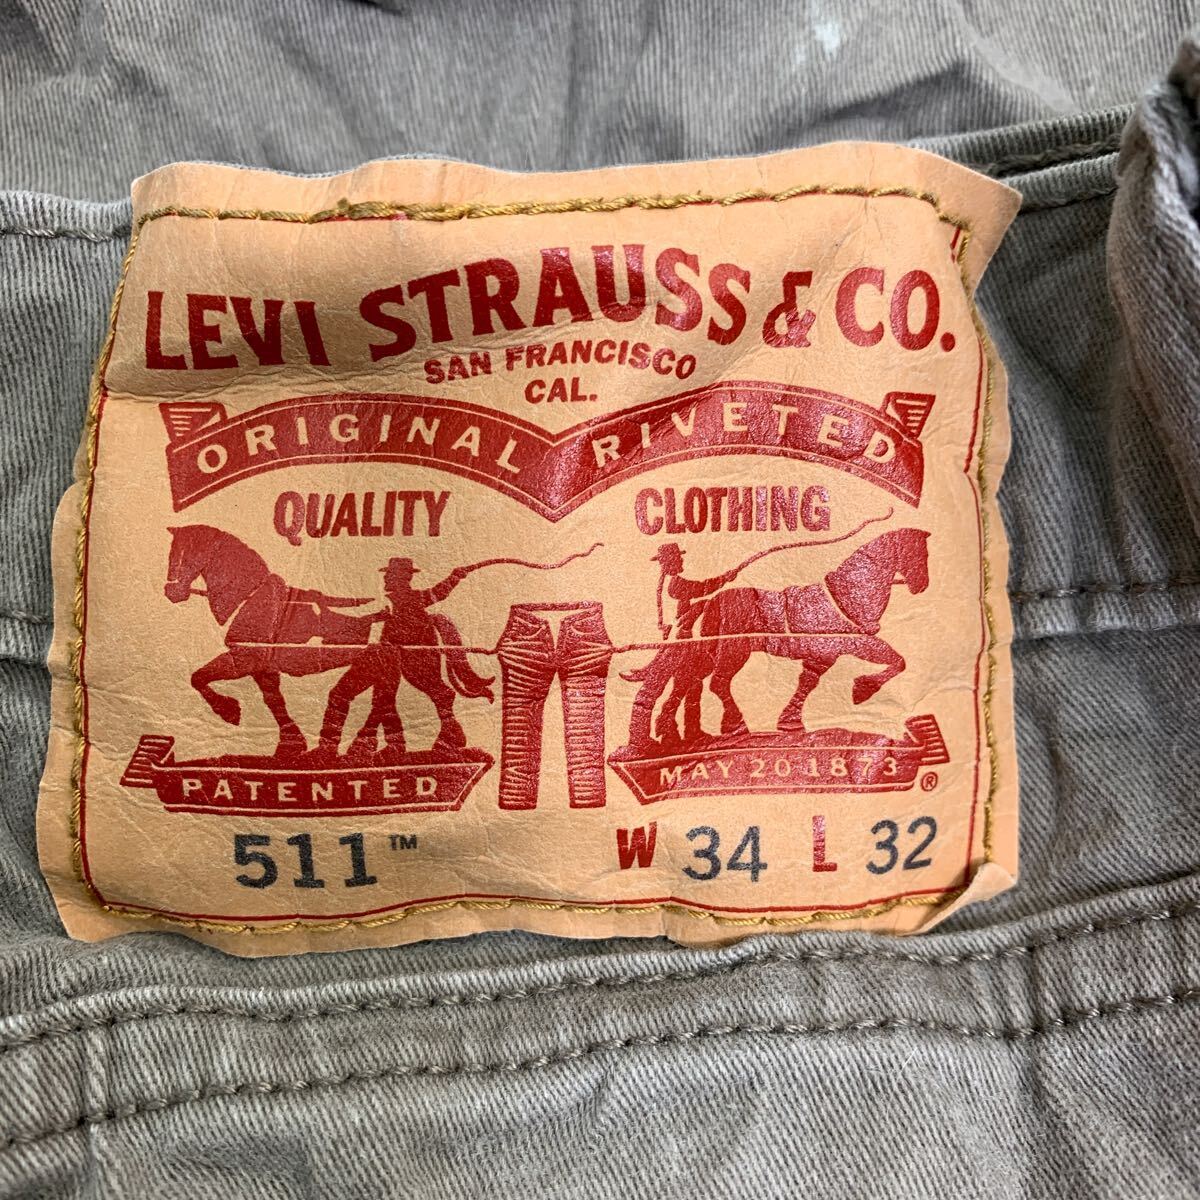 LEVI STRAUSS & CO.
SAN FRANCISCO
CAL.
ORIGINAL RIVETED
QUALITY CLOTHING
PATENTED MAY 20 1873 ®
511™ W 34 L 32